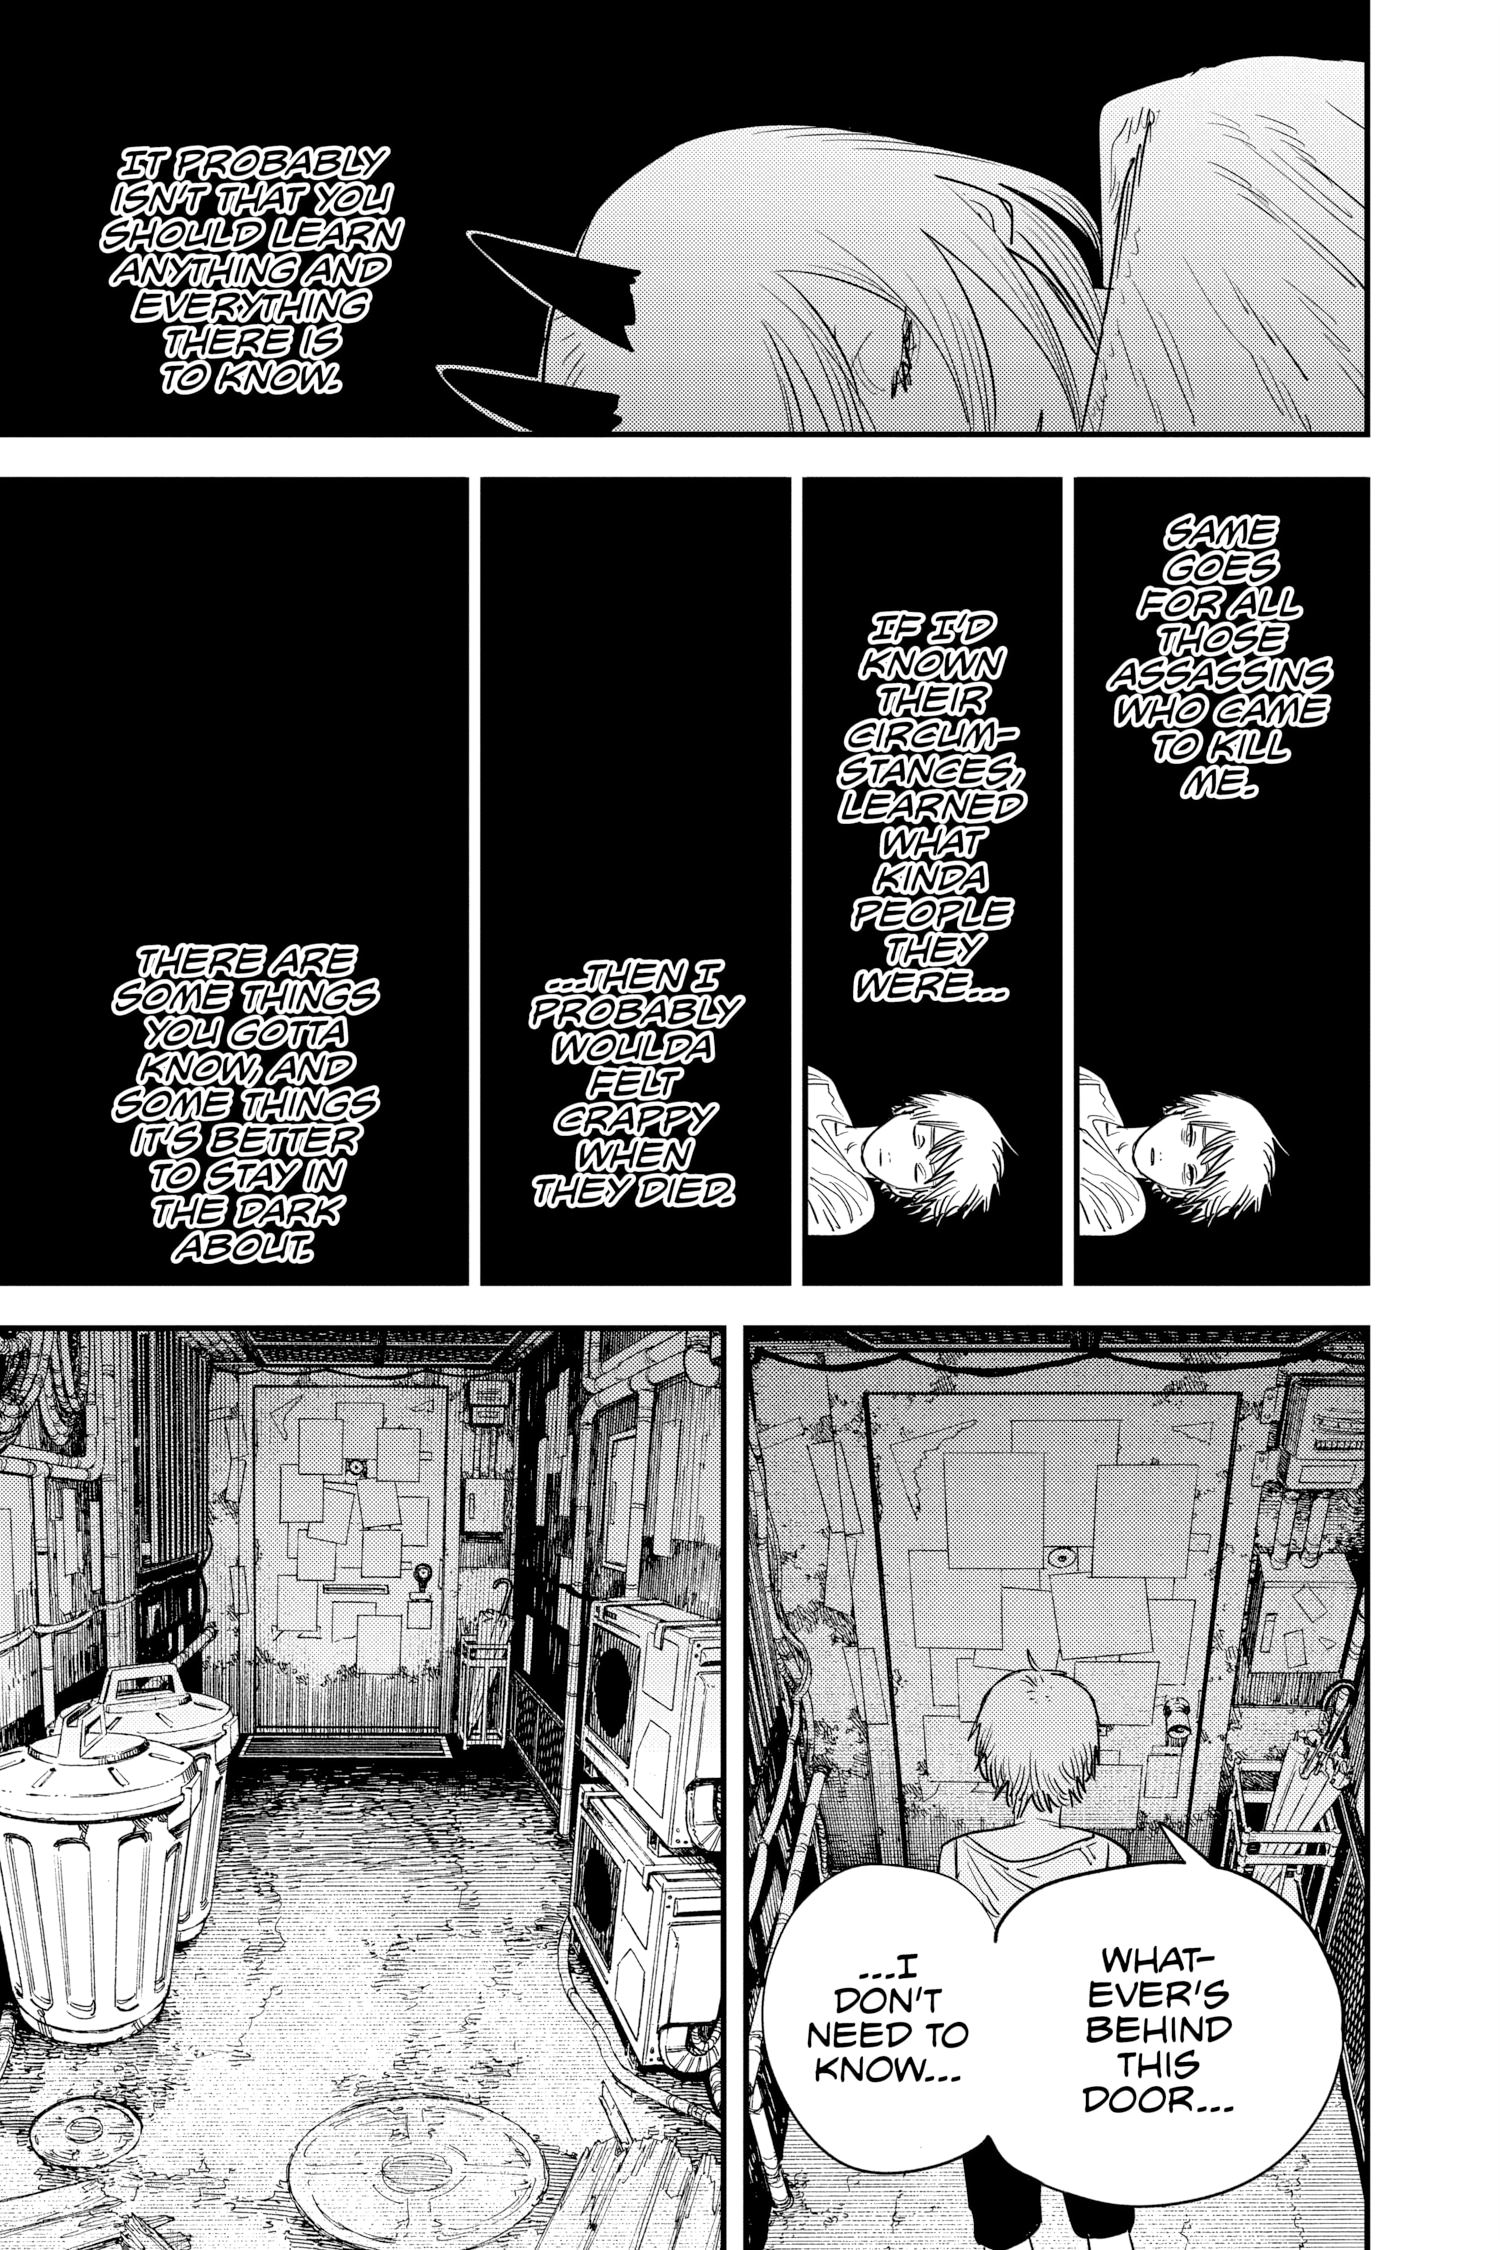 IT PROBABLY
ISN'T THAT YOU
SHOULD LEARN
ANYTHING AND
EVERYTHING
THERE IS
TO KNOW.
SAME
GOES
FOR ALL
THOSE
ASSASSINS
WHO CAME
TO KILL
ME.
IF I'D
KNOWN
THEIR
CIRCUM-
STANCES,
LEARNED
WHAT
KINDA
PEOPLE
THEY
WERE...
...THEN I
PROBABLY
WOULDA
FELT
CRAPPY
WHEN
THEY DIED.
THERE ARE
SOME THINGS
YOU GOTTA
KNOW, AND
SOME THINGS
IT'S BETTER
TO STAY IN
THE DARK
ABOUT.
WHAT-
EVER'S
BEHIND
THIS
DOOR...
...I
DON'T
NEED TO
KNOW...